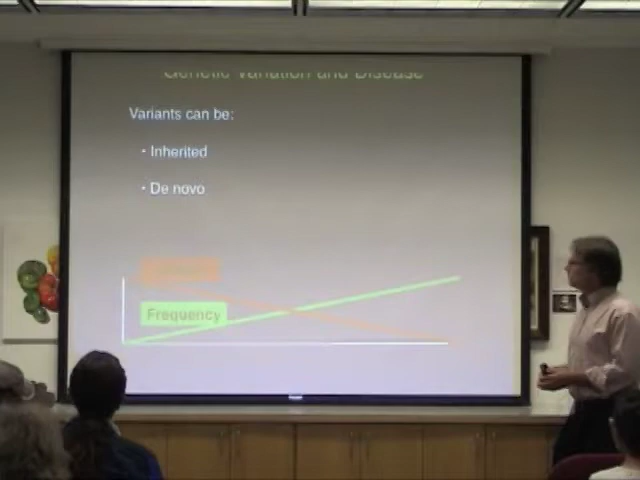 Genetic Variation and Disease
Variants can be:
• Inherited
• De novo
Frequency